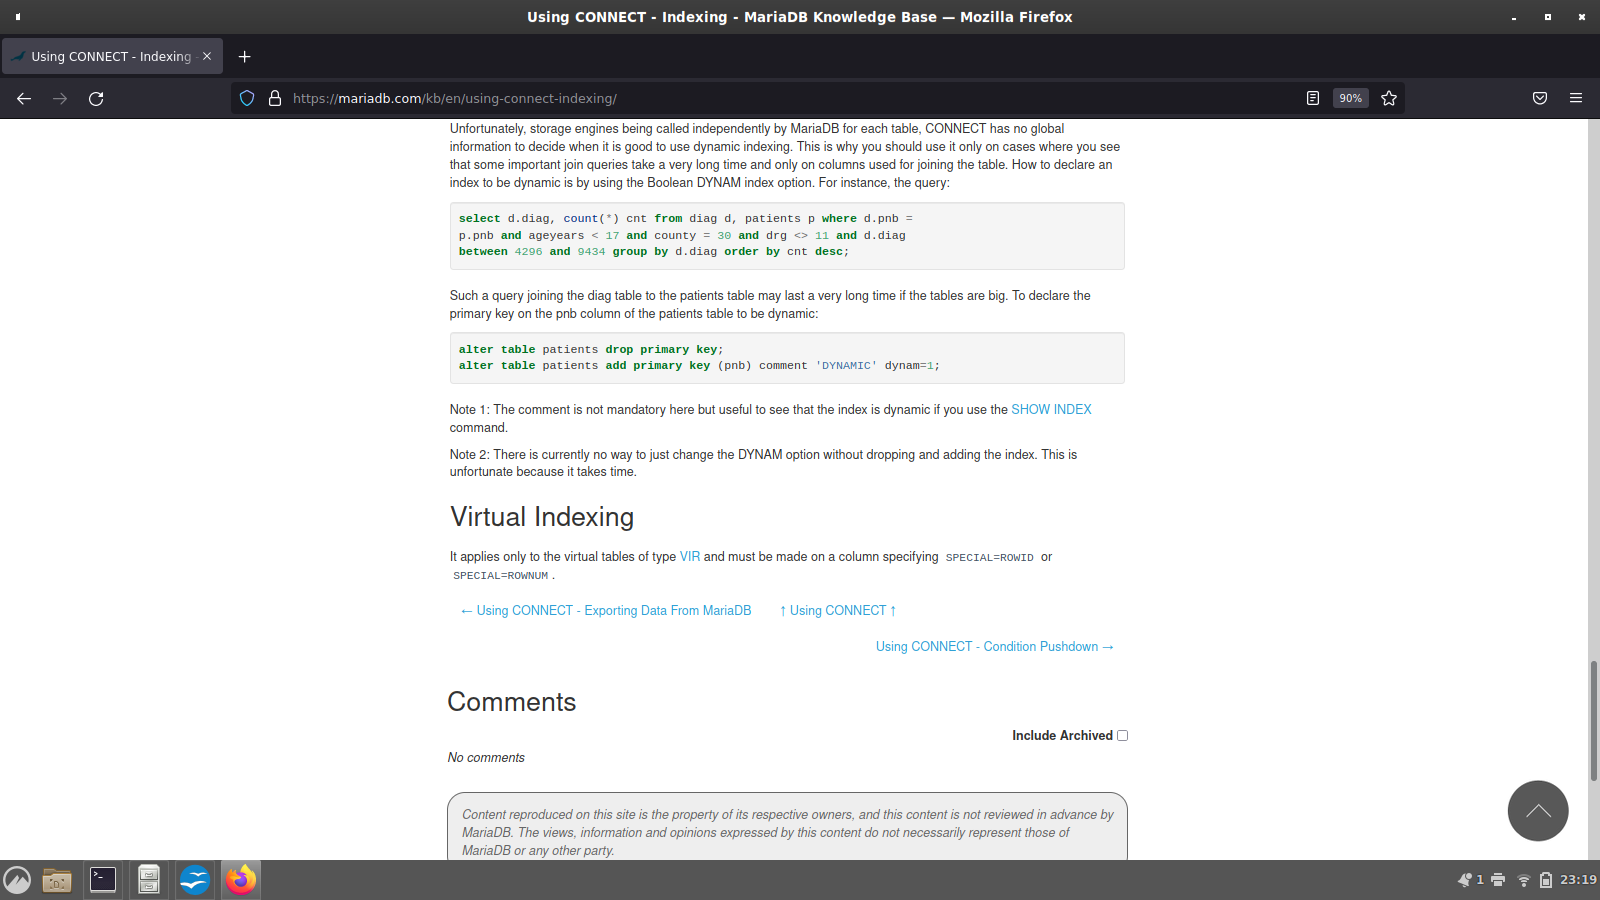 Using CONNECT - Indexing - MariaDB Knowledge Base — Mozilla Firefox
Using CONNECT - Indexing -
https://mariadb.com/kb/en/using-connect-indexing/
90%
Unfortunately, storage engines being called independently by MariaDB for each table, CONNECT has no global
information to decide when it is good to use dynamic indexing. This is why you should use it only on cases where you see
that some important join queries take a very long time and only on columns used for joining the table. How to declare an
index to be dynamic is by using the Boolean DYNAM index option. For instance, the query:
select d.diag, count(*) cnt from diag d, patients p where d.pnb =
p.pnb and ageyears < 17 and county = 30 and drg <> 11 and d.diag
between 4296 and 9434 group by d.diag order by cnt desc;
Such a query joining the diag table to the patients table may last a very long time if the tables are big. To declare the
primary key on the pnb column of the patients table to be dynamic:
alter table patients drop primary key;
alter table patients add primary key (pnb) comment 'DYNAMIC' dynam=1;
Note 1: The comment is not mandatory here but useful to see that the index is dynamic if you use the SHOW INDEX
command.
Note 2: There is currently no way to just change the DYNAM option without dropping and adding the index. This is
unfortunate because it takes time.
Virtual Indexing
It applies only to the virtual tables of type VIR and must be made on a column specifying SPECIAL=ROWID or
SPECIAL=ROWNUM.
← Using CONNECT - Exporting Data From MariaDB ↑ Using CONNECT ↑
Using CONNECT - Condition Pushdown →
Comments
Include Archived
No comments
Content reproduced on this site is the property of its respective owners, and this content is not reviewed in advance by
MariaDB. The views, information and opinions expressed by this content do not necessarily represent those of
MariaDB or any other party.
1
23:19